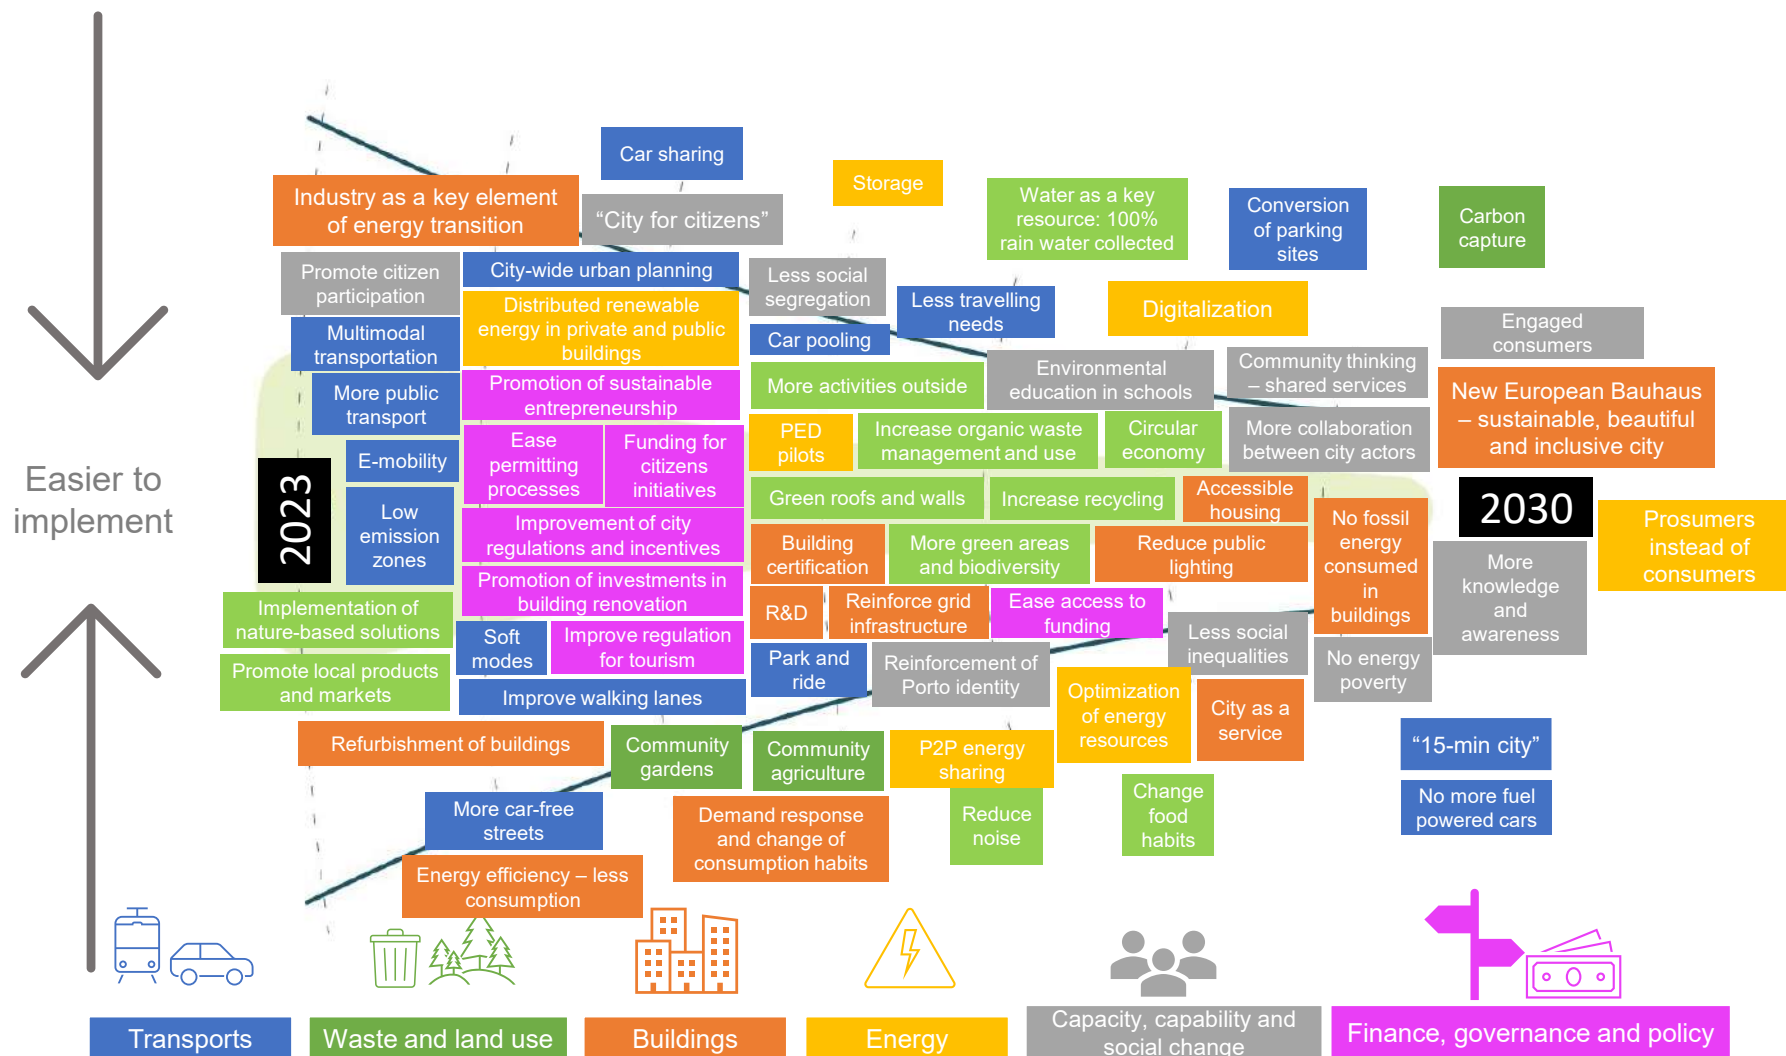 Car sharing
Storage
Industry as a key element
of energy transition
“City for citizens”
Water as a key
resource: 100%
rain water collected
Conversion
of parking
sites
Carbon
capture
Promote citizen
participation
City-wide urban planning
Less social
segregation
Less travelling
needs
Digitalization
Engaged
consumers
Multimodal
transportation
Distributed renewable
energy in private and public
buildings
Car pooling
More public
transport
Promotion of sustainable
entrepreneurship
More activities outside
Environmental
education in schools
Community thinking
– shared services
New European Bauhaus
– sustainable, beautiful
and inclusive city
E-mobility
Ease
permitting
processes
Funding for
citizens
initiatives
PED
pilots
Increase organic waste
management and use
Circular
economy
More collaboration
between city actors
Easier to
implement
2023
Low
emission
zones
Green roofs and walls
Increase recycling
Accessible
housing
No fossil
energy
consumed
in
buildings
2030
Prosumers
instead of
consumers
Improvement of city
regulations and incentives
Building
certification
More green areas
and biodiversity
Reduce public
lighting
More
knowledge
and
awareness
Promotion of investments in
building renovation
Implementation of
nature-based solutions
R&D
Reinforce grid
infrastructure
Ease access to
funding
Soft
modes
Improve regulation
for tourism
Less social
inequalities
Promote local products
and markets
Park and
ride
Reinforcement of
Porto identity
No energy
poverty
Improve walking lanes
Optimization
of energy
resources
City as a
service
Refurbishment of buildings
Community
gardens
Community
agriculture
P2P energy
sharing
“15-min city”
More car-free
streets
Demand response
and change of
consumption habits
Reduce
noise
Change
food
habits
No more fuel
powered cars
Energy efficiency – less
consumption
Transports
Waste and land use
Buildings
Energy
Capacity, capability and
social change
Finance, governance and policy